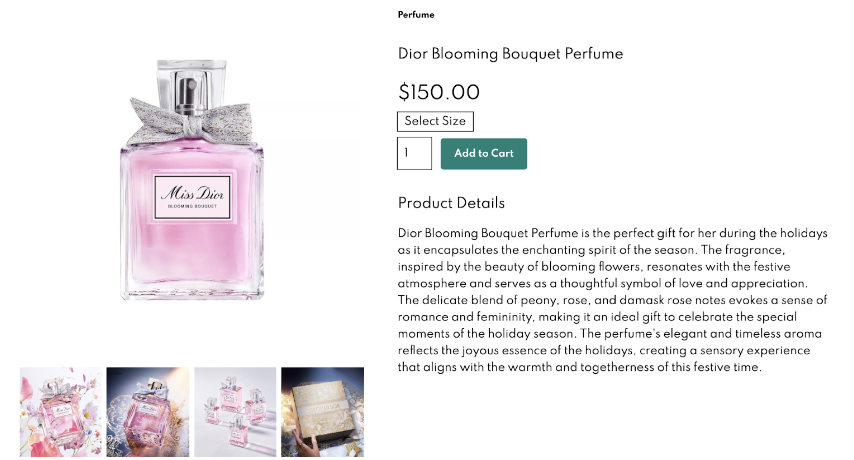 Perfume
Dior Blooming Bouquet Perfume
$150.00
Select Size
1
Add to Cart
Miss Dior
BLOOMING BOUQUET
Product Details
Dior Blooming Bouquet Perfume is the perfect gift for her during the holidays
as it encapsulates the enchanting spirit of the season. The fragrance,
inspired by the beauty of blooming flowers, resonates with the festive
atmosphere and serves as a thoughtful symbol of love and appreciation.
The delicate blend of peony, rose, and damask rose notes evokes a sense of
romance and femininity, making it an ideal gift to celebrate the special
moments of the holiday season. The perfume's elegant and timeless aroma
reflects the joyous essence of the holidays, creating a sensory experience
that aligns with the warmth and togetherness of this festive time.